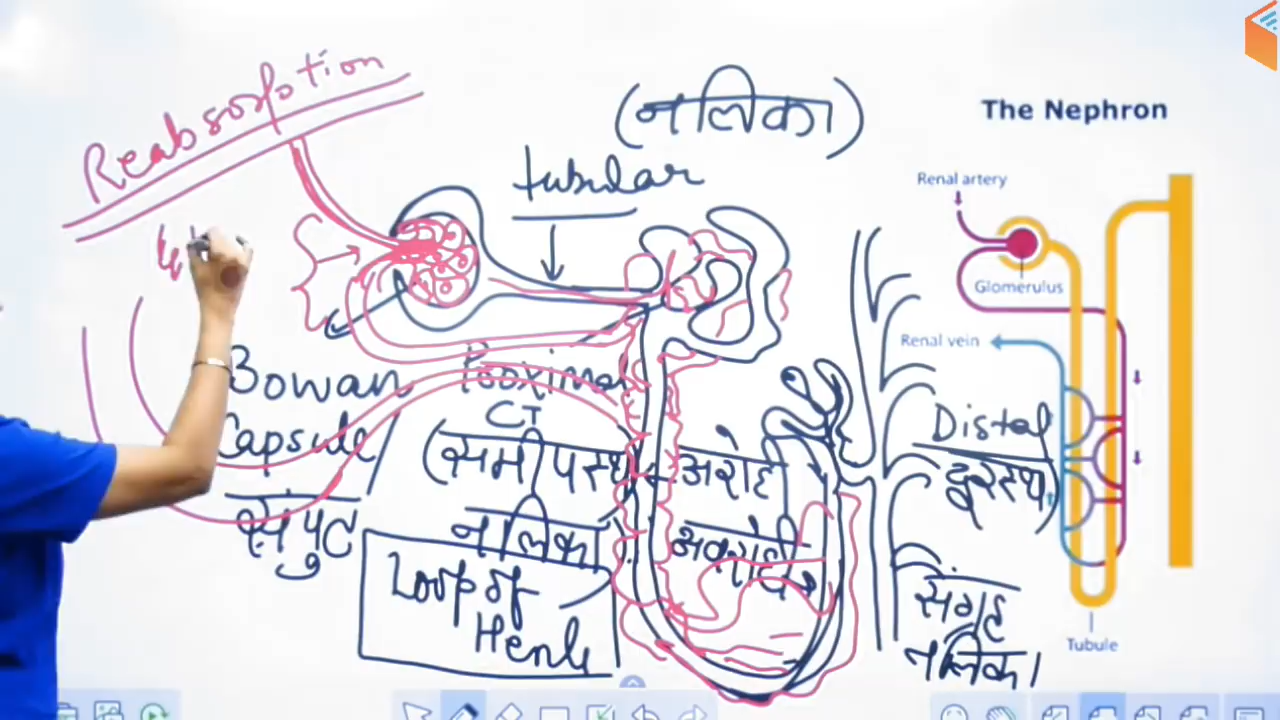 Reabsorption
(नलिका)
tubular
The Nephron
Renal artery
Glomerulus
Renal vein
Bowan
Capsule
संपुट
Proximal
CT
(समीपस्थ
नलिका)
Loop of
Henle
अरोह
अवरोही
Distal
दूरस्थ
संग्रह
नलिका
Tubule